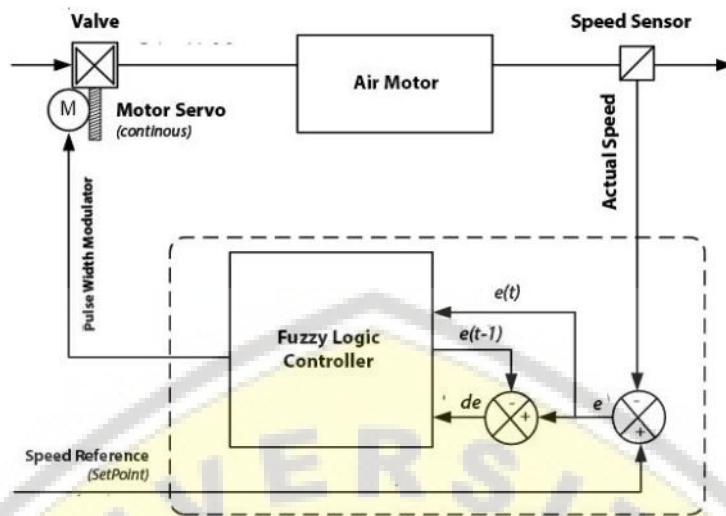 Valve
Speed Sensor
Air Motor
M
Motor Servo
(continous)
Actual Speed
Pulse Width Modulator
e(t)
e(t-1)
Fuzzy Logic
Controller
-
+
de
e
-
+
Speed Reference
(SetPoint)
VERSI